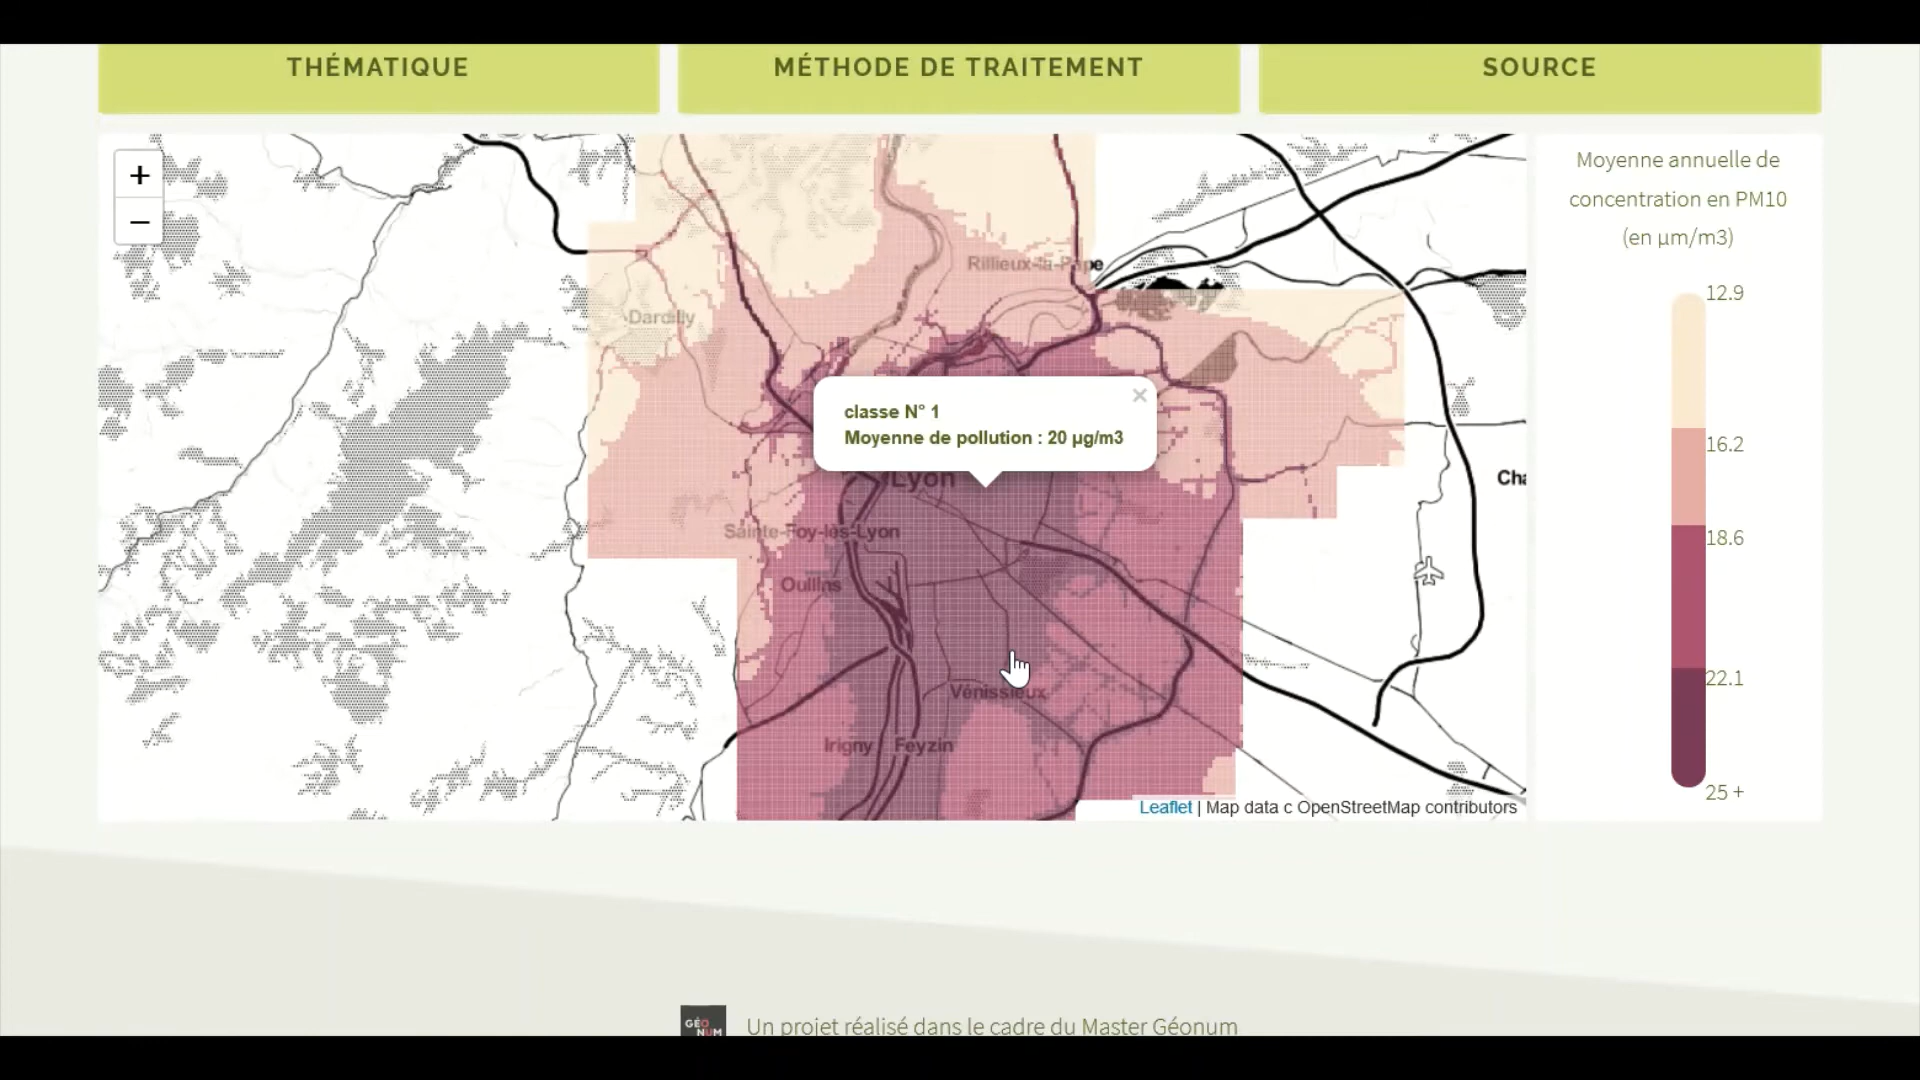 THÉMATIQUE
MÉTHODE DE TRAITEMENT
SOURCE
+
−
Rillieux-la-Pape
Dardilly
×
classe N° 1
Moyenne de pollution : 20 µg/m3
Lyon
Sainte-Foy-lès-Lyon
Oullins
Vénissieux
Irigny
Feyzin
Cha
Leaflet | Map data c OpenStreetMap contributors
Moyenne annuelle de
concentration en PM10
(en µm/m3)
12.9
16.2
18.6
22.1
25 +
GÉO
NUM
Un projet réalisé dans le cadre du Master Géonum